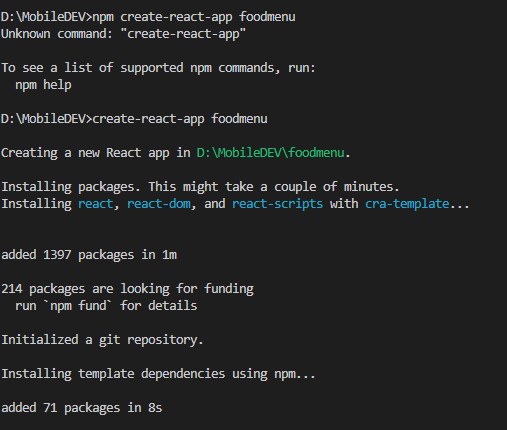 D:\MobileDEV>npm create-react-app foodmenu
Unknown command: "create-react-app"
To see a list of supported npm commands, run:
  npm help
D:\MobileDEV>create-react-app foodmenu
Creating a new React app in D:\MobileDEV\foodmenu.
Installing packages. This might take a couple of minutes.
Installing react, react-dom, and react-scripts with cra-template...
added 1397 packages in 1m
214 packages are looking for funding
  run `npm fund` for details
Initialized a git repository.
Installing template dependencies using npm...
added 71 packages in 8s